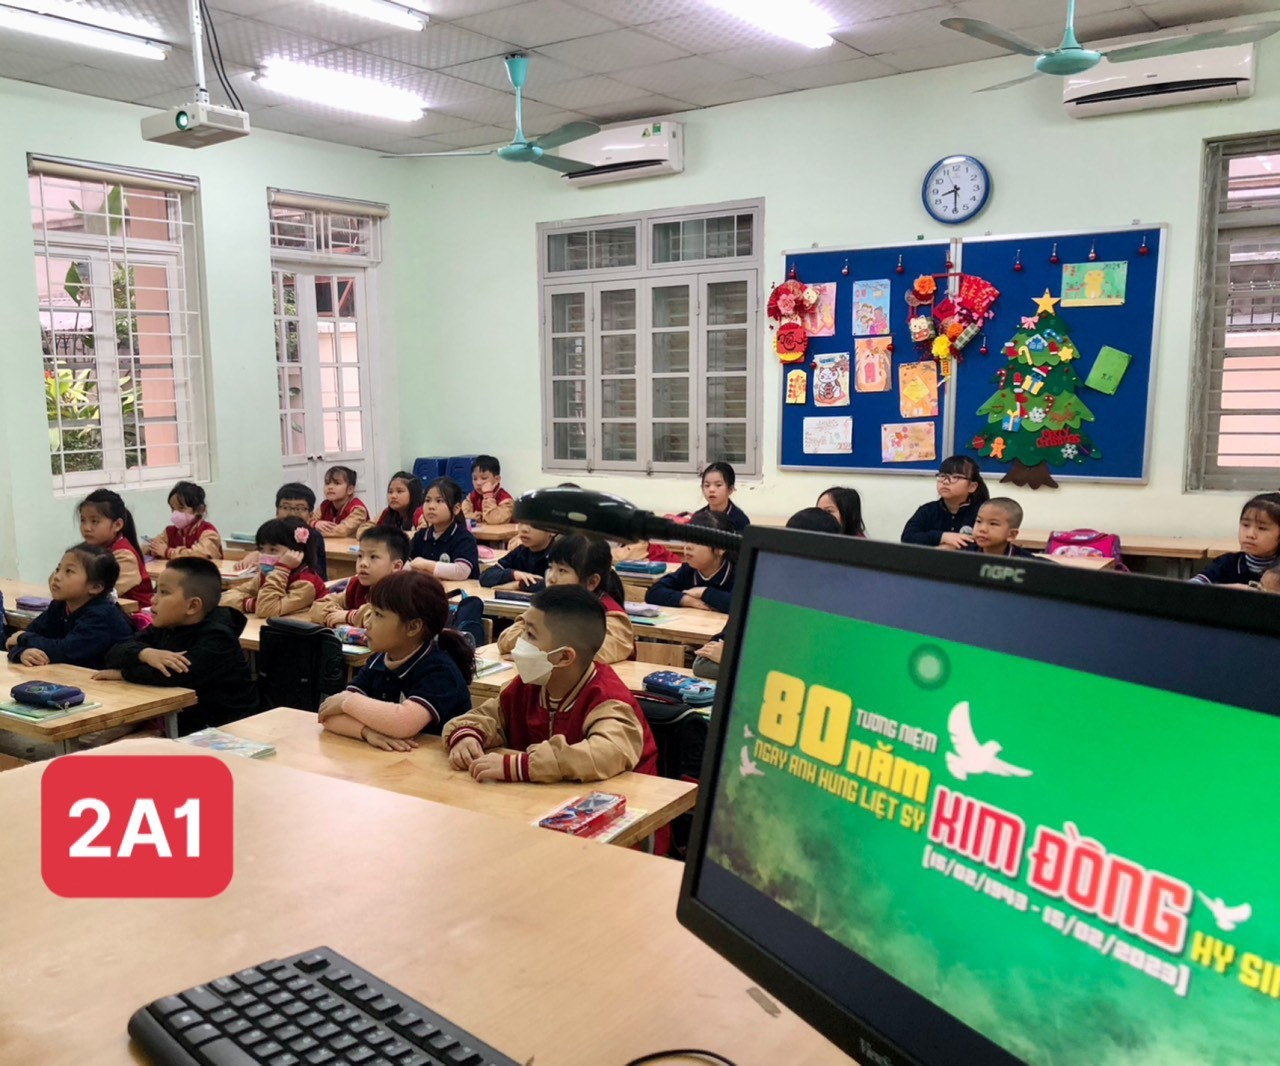 NGPC
80
NĂM
TƯỞNG NIỆM
NGÀY ANH HÙNG LIỆT SỸ
KIM ĐỒNG
HY SI
[15/02/1943 - 15/02/2023]
2A1